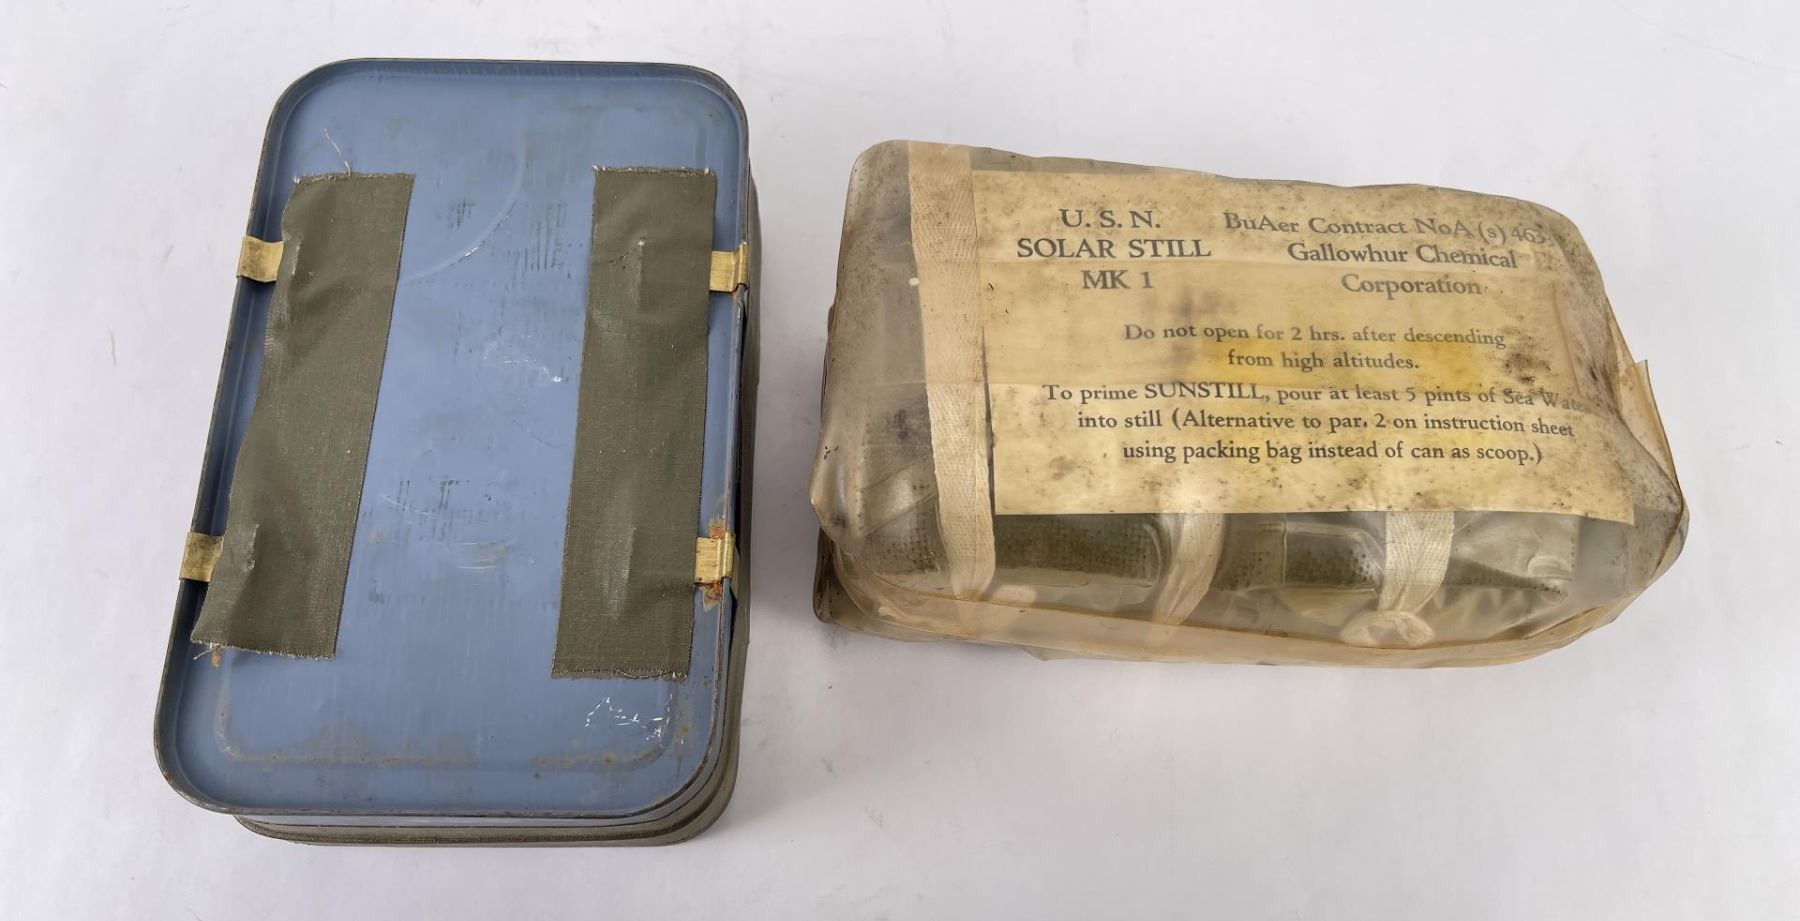 U. S. N.
SOLAR STILL
MK 1
BuAer Contract NoA (s)
Gallowhur Chemical
Corporation
Do not open for 2 hrs. after descending
from high altitudes.
To prime SUNSTILL, pour at least 5 pints of Sea Water
into still (Alternative to par. 2 on instruction sheet
using packing bag instead of can as scoop.)